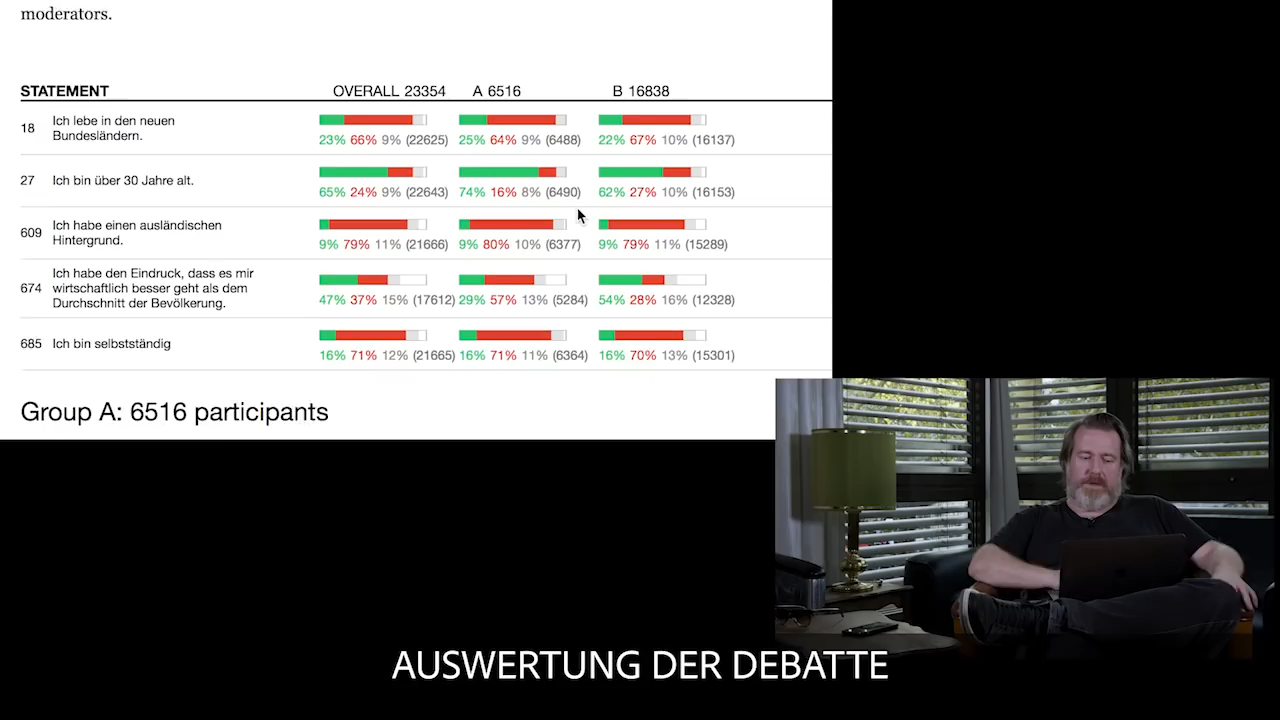 moderators.
STATEMENT OVERALL 23354 A 6516 B 16838
18 Ich lebe in den neuen
Bundesländern.
23% 66% 9% (22625) 25% 64% 9% (6488) 22% 67% 10% (16137)
27 Ich bin über 30 Jahre alt.
65% 24% 9% (22643) 74% 16% 8% (6490) 62% 27% 10% (16153)
609 Ich habe einen ausländischen
Hintergrund.
9% 79% 11% (21666) 9% 80% 10% (6377) 9% 79% 11% (15289)
674 Ich habe den Eindruck, dass es mir
wirtschaftlich besser geht als dem
Durchschnitt der Bevölkerung.
47% 37% 15% (17612) 29% 57% 13% (5284) 54% 28% 16% (12328)
685 Ich bin selbstständig
16% 71% 12% (21665) 16% 71% 11% (6364) 16% 70% 13% (15301)
Group A: 6516 participants
AUSWERTUNG DER DEBATTE